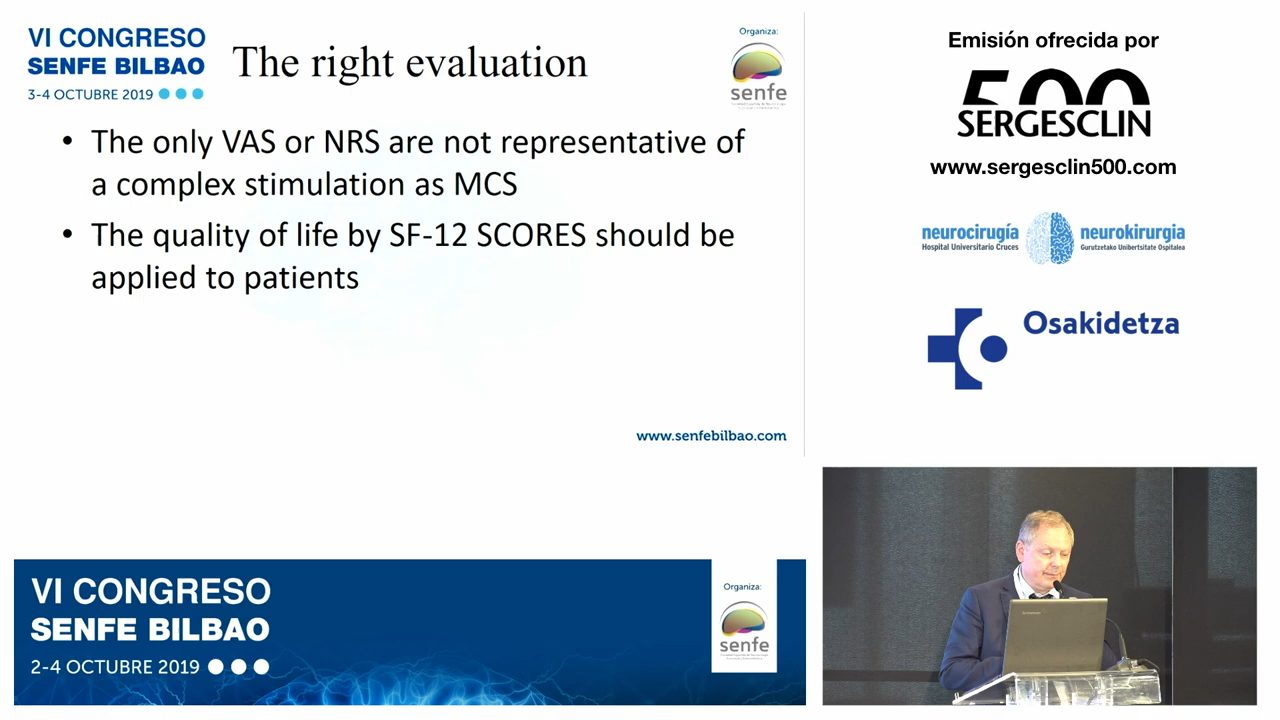 VI CONGRESO
SENFE BILBAO
3-4 OCTUBRE 2019
The right evaluation
Organiza:
senfe
• The only VAS or NRS are not representative of
a complex stimulation as MCS
• The quality of life by SF-12 SCORES should be
applied to patients
www.senfebilbao.com
Emisión ofrecida por
500
SERGESCLIN
www.sergesclin500.com
neurocirugía
Hospital Universitario Cruces
neurokirurgia
Gurutzetako Unibertsitate Ospitalea
Osakidetza
VI CONGRESO
SENFE BILBAO
2-4 OCTUBRE 2019
Organiza:
senfe